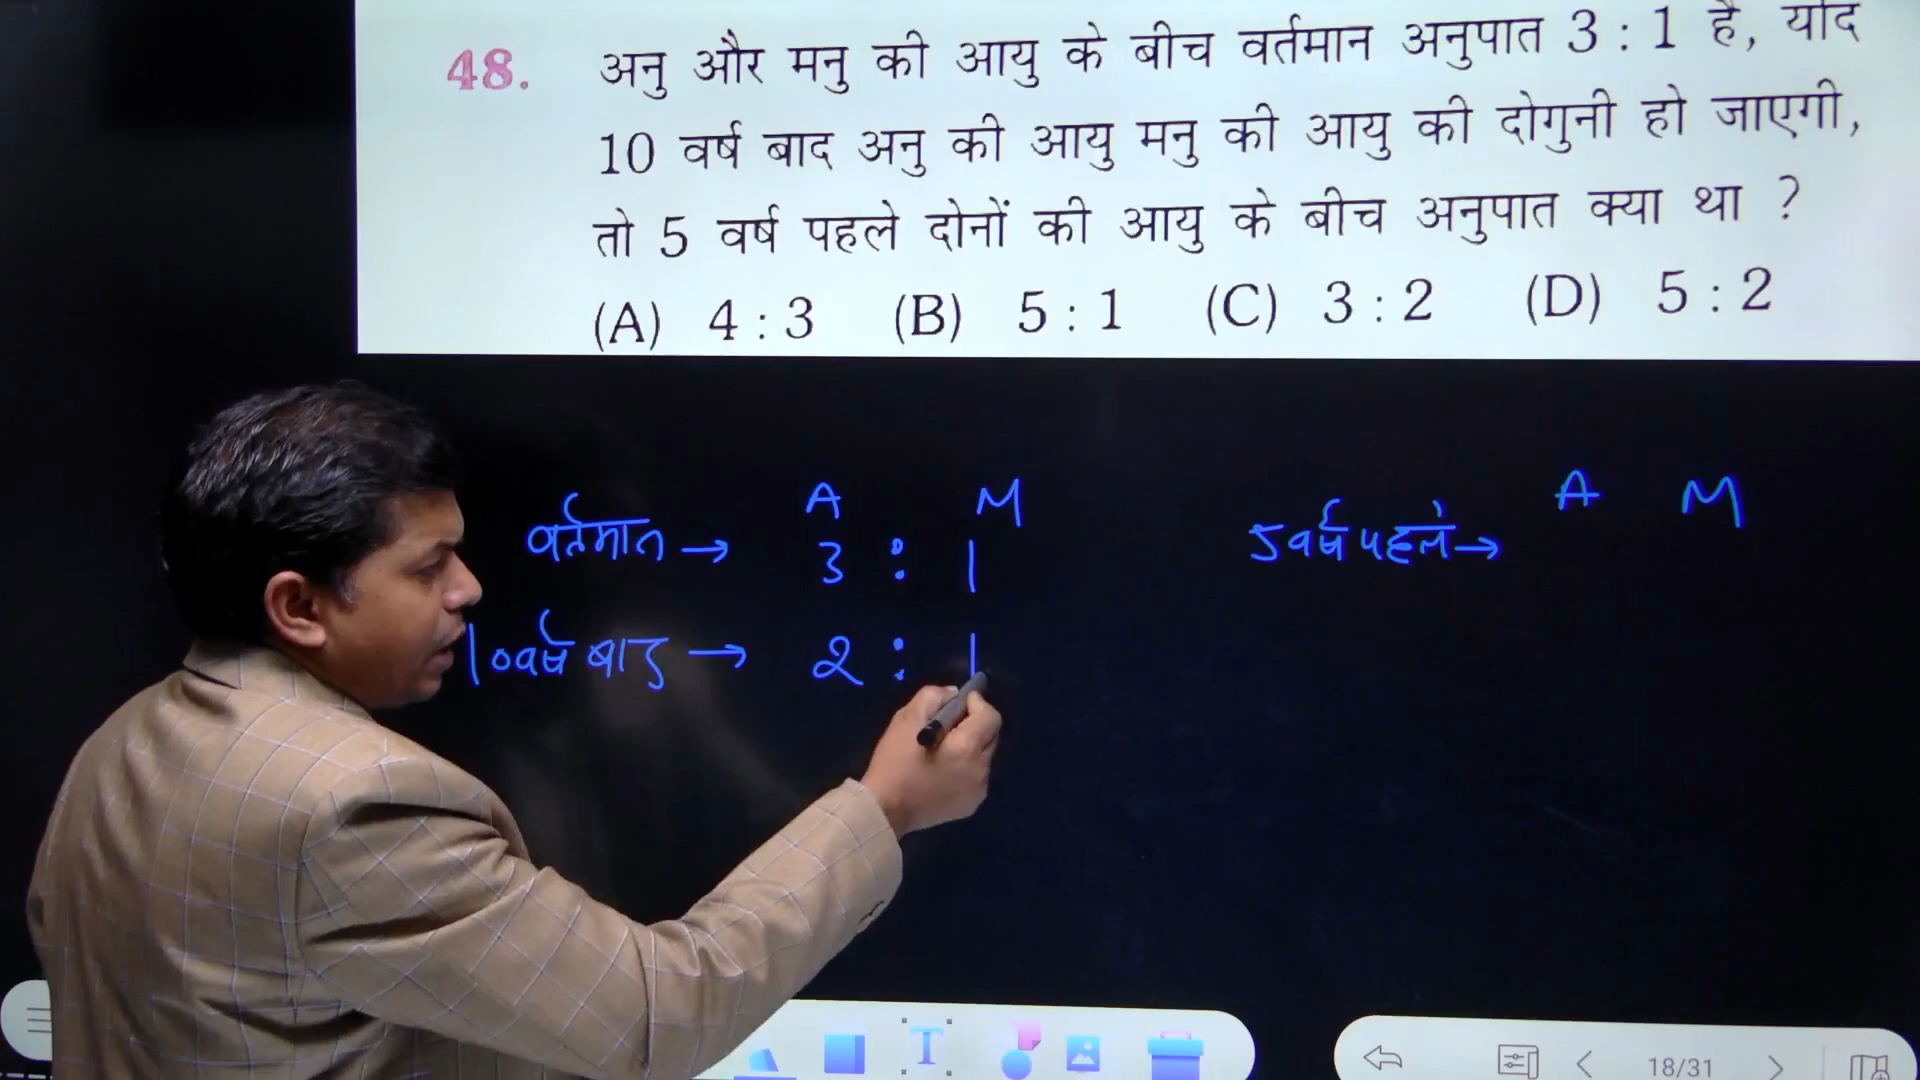 48. अनु और मनु की आयु के बीच वर्तमान अनुपात 3 : 1 है, यदि
10 वर्ष बाद अनु की आयु मनु की आयु की दोगुनी हो जाएगी,
तो 5 वर्ष पहले दोनों की आयु के बीच अनुपात क्या था ?
(A) 4 : 3 (B) 5 : 1 (C) 3 : 2 (D) 5 : 2
A M
वर्तमान → 3 : 1
10 वर्ष बाद → 2 : 1
A M
5 वर्ष पहले →
T
18/31